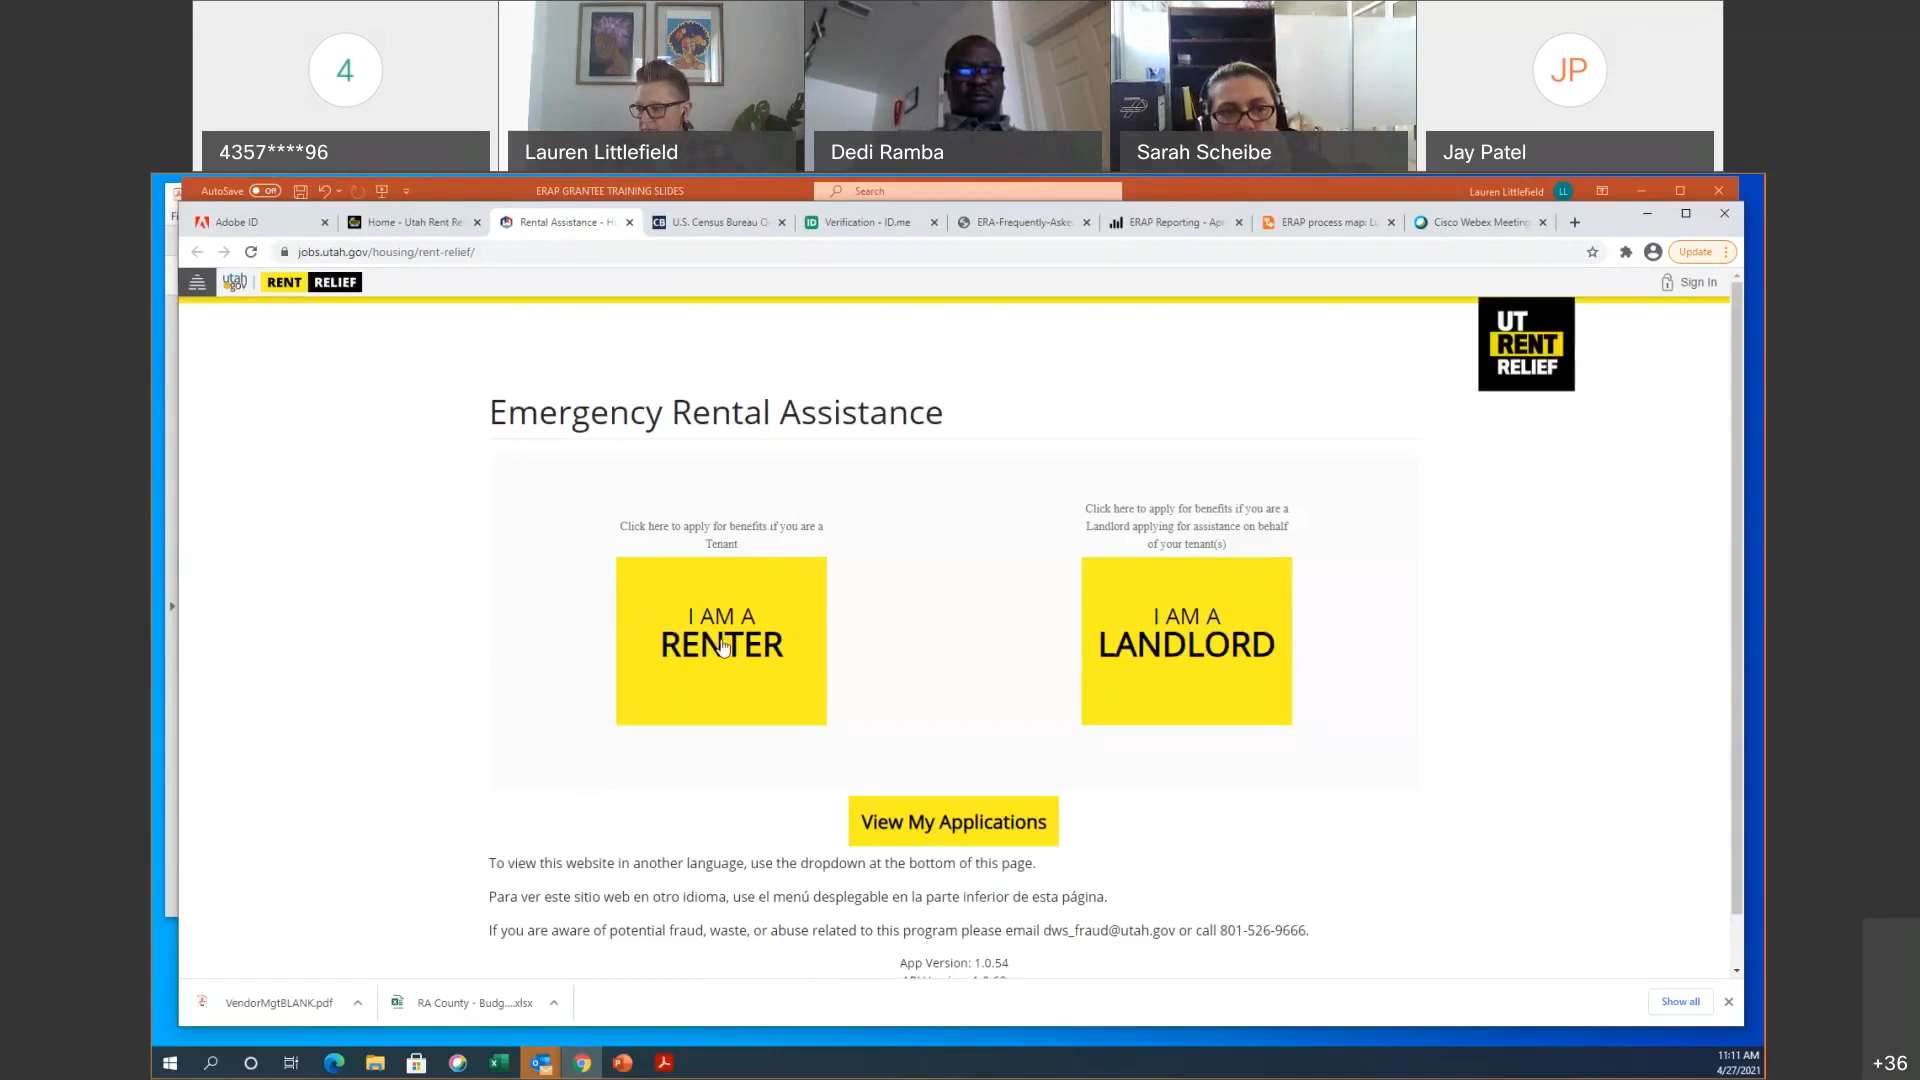 4
JP
4357****96
Lauren Littlefield
Dedi Ramba
Sarah Scheibe
Jay Patel
AutoSave Off
ERAP GRANTEE TRAINING SLIDES
Search
Lauren Littlefield LL
Adobe ID
Home - Utah Rent Re
Rental Assistance - H
U.S. Census Bureau Q
Verification - ID.me
ERA-Frequently-Aske
ERAP Reporting - Ap
ERAP process map: L
Cisco Webex Meeting
jobs.utah.gov/housing/rent-relief/
Update
utah gov
RENT RELIEF
Sign In
UT
RENT
RELIEF
Emergency Rental Assistance
Click here to apply for benefits if you are a
Tenant
Click here to apply for benefits if you are a
Landlord applying for assistance on behalf
of your tenant(s)
I AM A
RENTER
I AM A
LANDLORD
View My Applications
To view this website in another language, use the dropdown at the bottom of this page.
Para ver este sitio web en otro idioma, use el menú desplegable en la parte inferior de esta página.
If you are aware of potential fraud, waste, or abuse related to this program please email dws_fraud@utah.gov or call 801-526-9666.
App Version: 1.0.54
VendorMgtBLANK.pdf
RA County - Budg....xlsx
Show all
11:11 AM
4/27/2021
+36